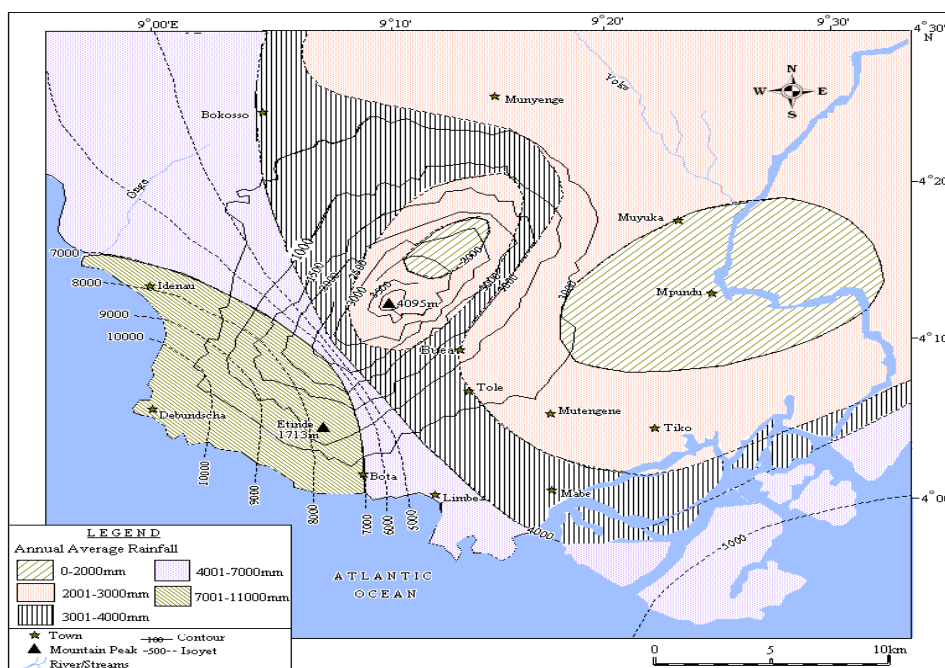 9°00'E 9°10' 9°20' 9°30'
4°30'
N
N
W E
S
Yoke
Munyenge
Bokosso
4°20'
Onge
Muyuka
1000
7000
8000
Idenau
2000
4095m
Mpundu
9000
10000
Buea
4°10'
Tole
Debundscha
Mutengene
Etinde
1713m
Tiko
Bota
10000
9000
8000
7000
6000
5000
Limbe
Mabe
4°00'
4000
5000
LEGEND
Annual Average Rainfall
0-2000mm 4001-7000mm
2001-3000mm 7001-11000mm
3001-4000mm
ATLANTIC
OCEAN
Town -100- Contour
Mountain Peak -500-- Isoyet
River/Streams
0 5 10km